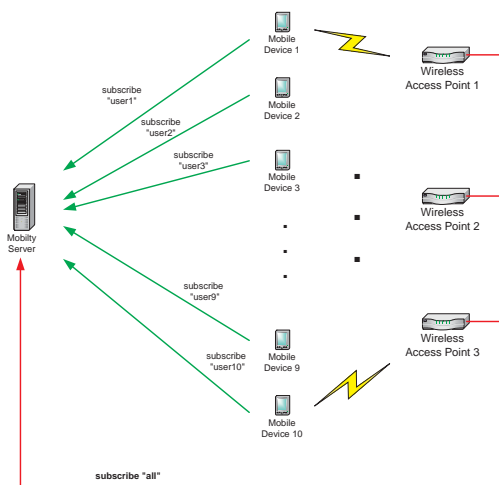 Mobile
Device 1
Wireless
Access Point 1
subscribe
"user1"
Mobile
Device 2
subscribe
"user2"
subscribe
"user3"
Mobile
Device 3
Wireless
Access Point 2
Mobilty
Server
subscribe
"user9"
Mobile
Device 9
Wireless
Access Point 3
subscribe
"user10"
Mobile
Device 10
subscribe "all"